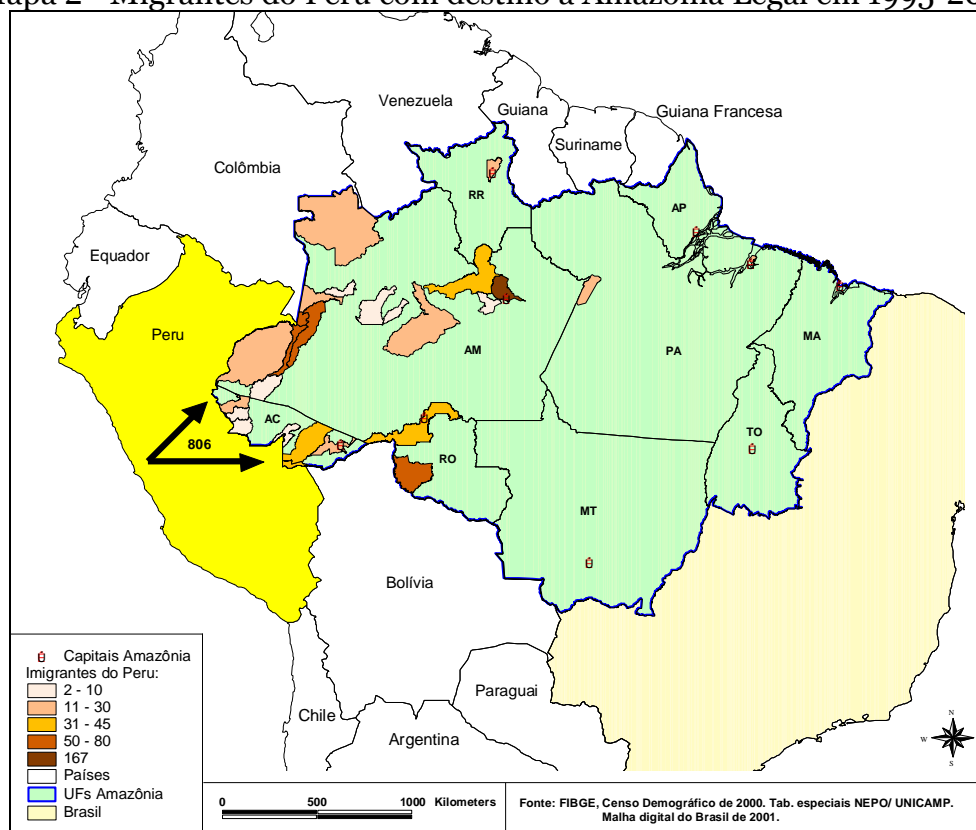 Migrantes do Peru com destino à Amazônia Legal em 1995-
Venezuela
Guiana
Guiana Francesa
Suriname
Colômbia
RR
AP
Equador
Peru
AM
PA
MA
AC
806
TO
RO
MT
Bolívia
Paraguai
Chile
Argentina
N
W
S
Capitais Amazônia
Imigrantes do Peru:
2 - 10
11 - 30
31 - 45
50 - 80
167
Países
UFs Amazônia
Brasil
0 500 1000 Kilometers
Fonte: FIBGE, Censo Demográfico de 2000. Tab. especiais NEPO/ UNICAMP.
Malha digital do Brasil de 2001.